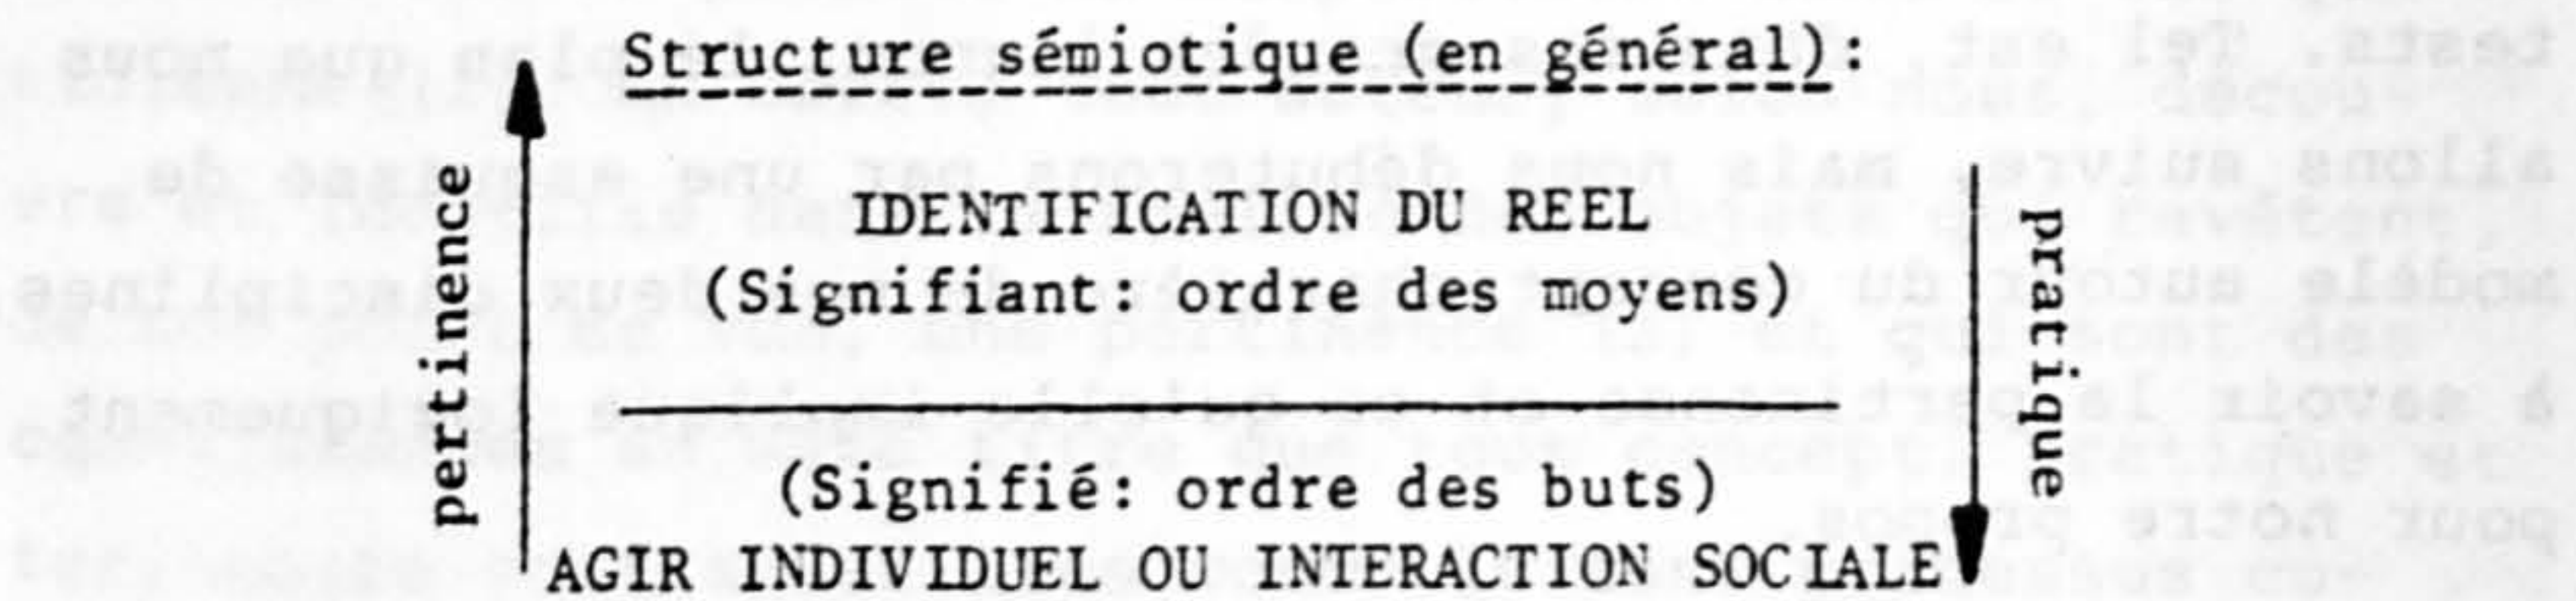 Structure sémiotique (en général):
pertinence
IDENTIFICATION DU REEL
(Signifiant: ordre des moyens)
pratique
(Signifié: ordre des buts)
AGIR INDIVIDUEL OU INTERACTION SOCIALE